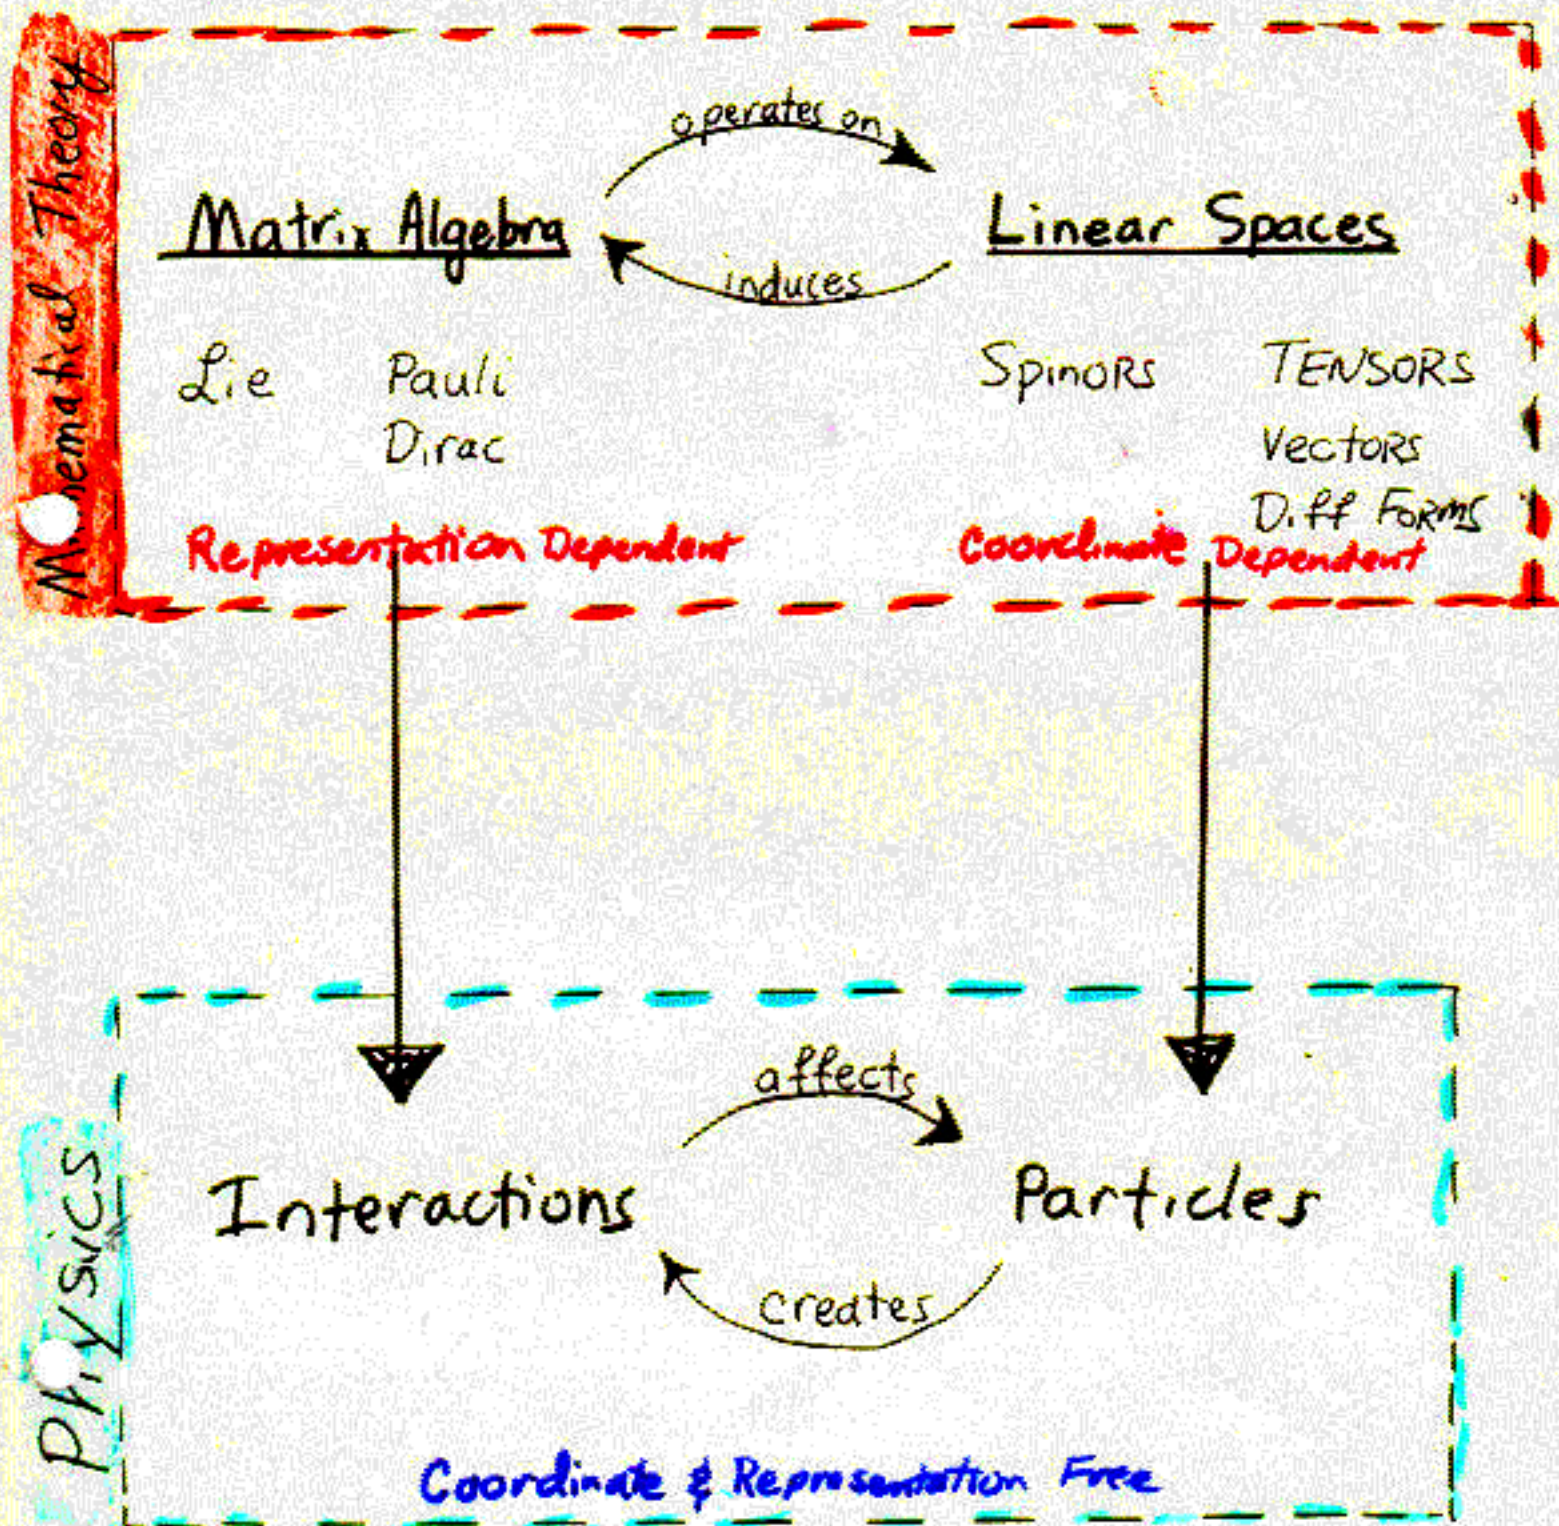 Mathematical Theory
operates on
Matrix Algebra
Linear Spaces
induces
Lie Pauli
Dirac
Spinors TENSORS
Vectors
Diff Forms
Representation Dependent
Coordinate Dependent
Physics
affects
Interactions
Particles
creates
Coordinate & Representation Free